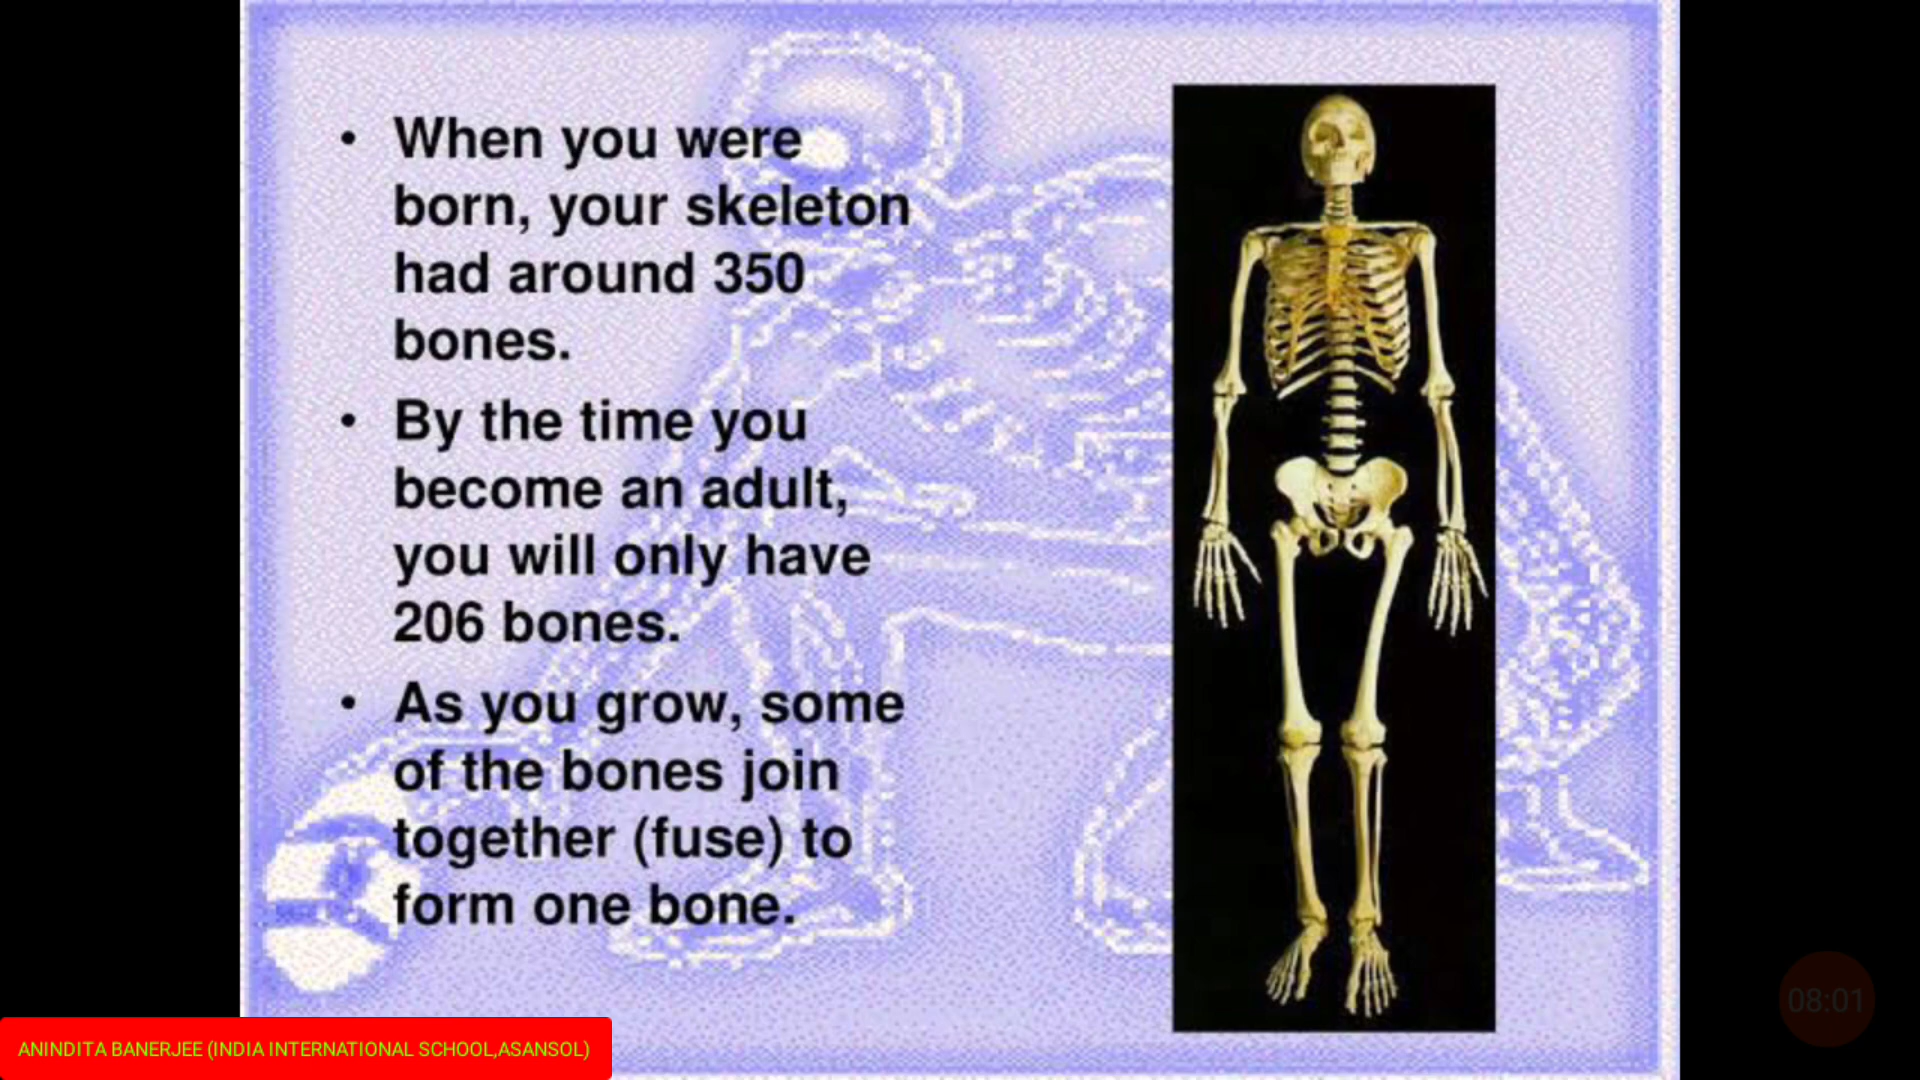 • When you were
born, your skeleton
had around 350
bones.
• By the time you
become an adult,
you will only have
206 bones.
• As you grow, some
of the bones join
together (fuse) to
form one bone.
ANINDITA BANERJEE (INDIA INTERNATIONAL SCHOOL,ASANSOL)
08:01